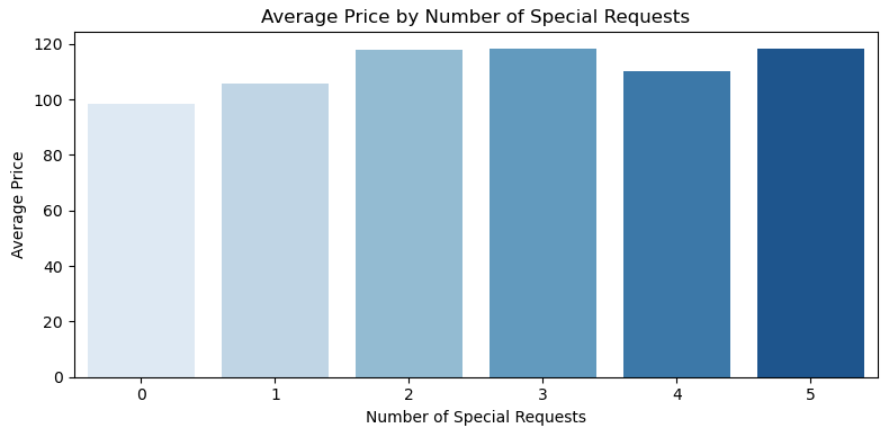 Average Price by Number of Special Requests
120
100
80
60
40
20
0
Average Price
0 1 2 3 4 5
Number of Special Requests